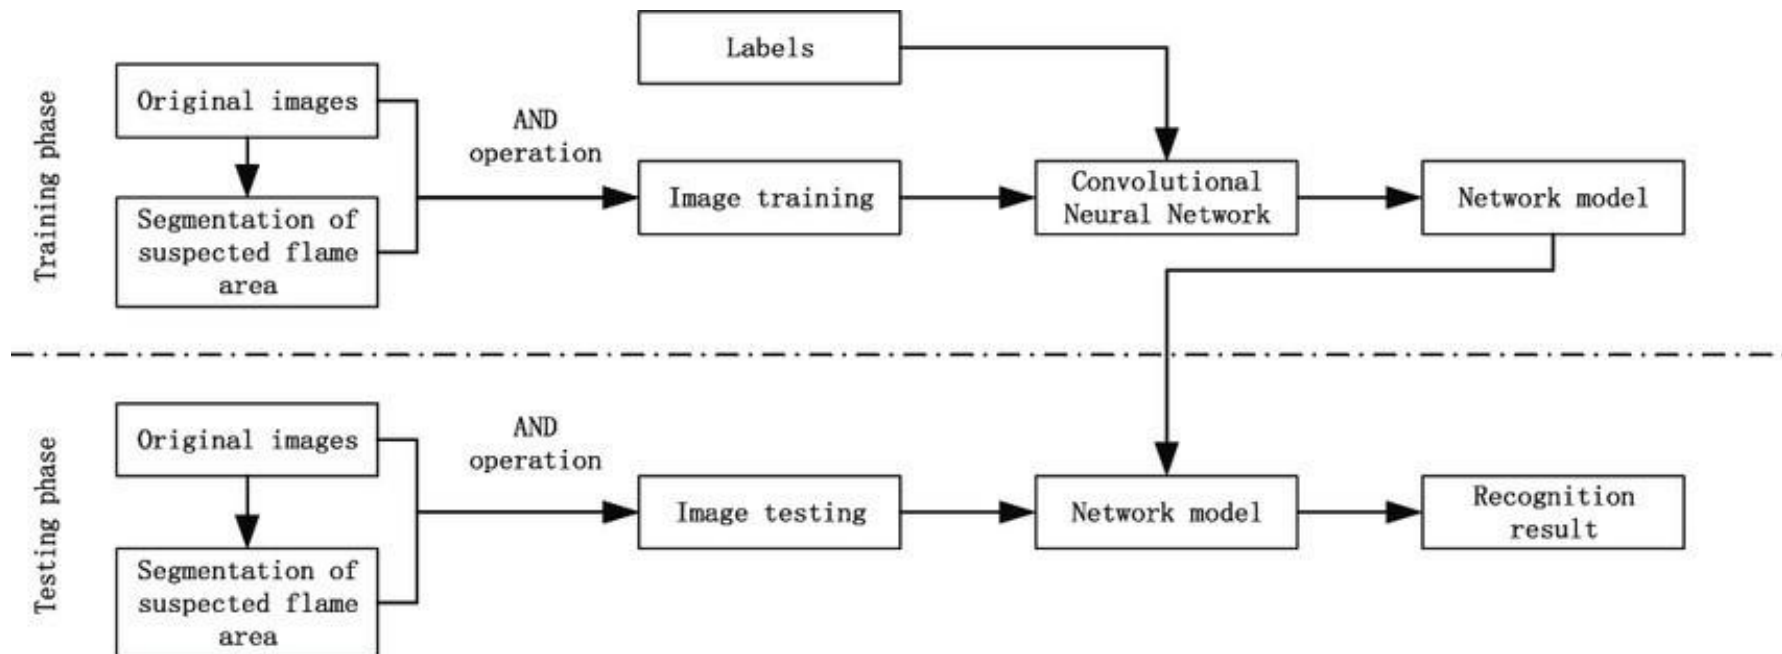 Training phase
Labels
Original images
AND
operation
Segmentation of
suspected flame
area
Image training
Convolutional
Neural Network
Network model
Testing phase
Original images
AND
operation
Segmentation of
suspected flame
area
Image testing
Network model
Recognition
result